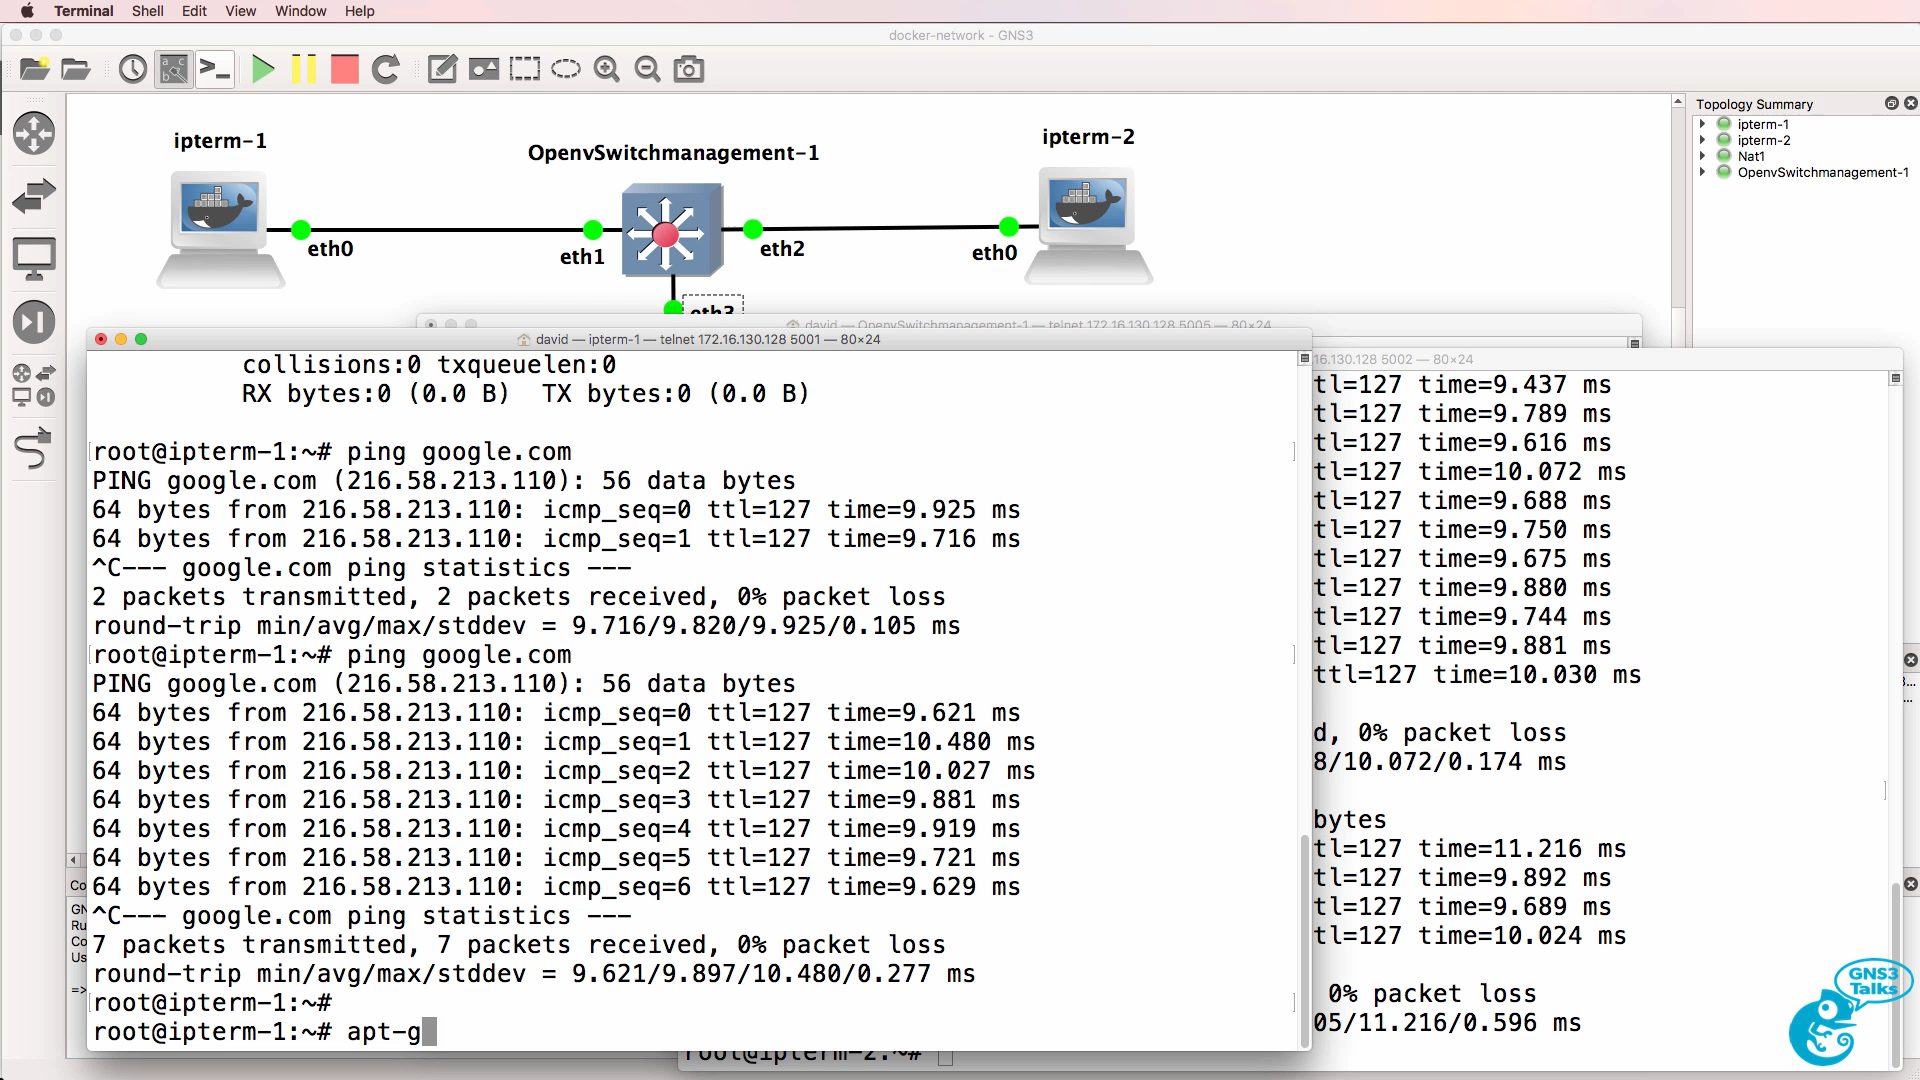 Terminal Shell Edit View Window Help
docker-network - GNS3
Topology Summary
ipterm-1
ipterm-2
Nat1
OpenvSwitchmanagement-1
ipterm-1
OpenvSwitchmanagement-1
ipterm-2
eth0
eth1
eth2
eth0
eth3
david — OpenvSwitchmanagement-1 — telnet 172.16.130.128 5005 — 80×24
david — ipterm-1 — telnet 172.16.130.128 5001 — 80×24
collisions:0 txqueuelen:0
RX bytes:0 (0.0 B)  TX bytes:0 (0.0 B)
root@ipterm-1:~# ping google.com
PING google.com (216.58.213.110): 56 data bytes
64 bytes from 216.58.213.110: icmp_seq=0 ttl=127 time=9.925 ms
64 bytes from 216.58.213.110: icmp_seq=1 ttl=127 time=9.716 ms
^C--- google.com ping statistics ---
2 packets transmitted, 2 packets received, 0% packet loss
round-trip min/avg/max/stddev = 9.716/9.820/9.925/0.105 ms
root@ipterm-1:~# ping google.com
PING google.com (216.58.213.110): 56 data bytes
64 bytes from 216.58.213.110: icmp_seq=0 ttl=127 time=9.621 ms
64 bytes from 216.58.213.110: icmp_seq=1 ttl=127 time=10.480 ms
64 bytes from 216.58.213.110: icmp_seq=2 ttl=127 time=10.027 ms
64 bytes from 216.58.213.110: icmp_seq=3 ttl=127 time=9.881 ms
64 bytes from 216.58.213.110: icmp_seq=4 ttl=127 time=9.919 ms
64 bytes from 216.58.213.110: icmp_seq=5 ttl=127 time=9.721 ms
64 bytes from 216.58.213.110: icmp_seq=6 ttl=127 time=9.629 ms
^C--- google.com ping statistics ---
7 packets transmitted, 7 packets received, 0% packet loss
round-trip min/avg/max/stddev = 9.621/9.897/10.480/0.277 ms
root@ipterm-1:~#
root@ipterm-1:~# apt-g
16.130.128 5002 — 80×24
tl=127 time=9.437 ms
tl=127 time=9.789 ms
tl=127 time=9.616 ms
tl=127 time=10.072 ms
tl=127 time=9.688 ms
tl=127 time=9.750 ms
tl=127 time=9.675 ms
tl=127 time=9.880 ms
tl=127 time=9.744 ms
tl=127 time=9.881 ms
ttl=127 time=10.030 ms
d, 0% packet loss
8/10.072/0.174 ms
bytes
tl=127 time=11.216 ms
tl=127 time=9.892 ms
tl=127 time=9.689 ms
tl=127 time=10.024 ms
0% packet loss
05/11.216/0.596 ms
root@ipterm-2:~#
Co
GN
Ru
Co
Us
=>
GNS3
Talks